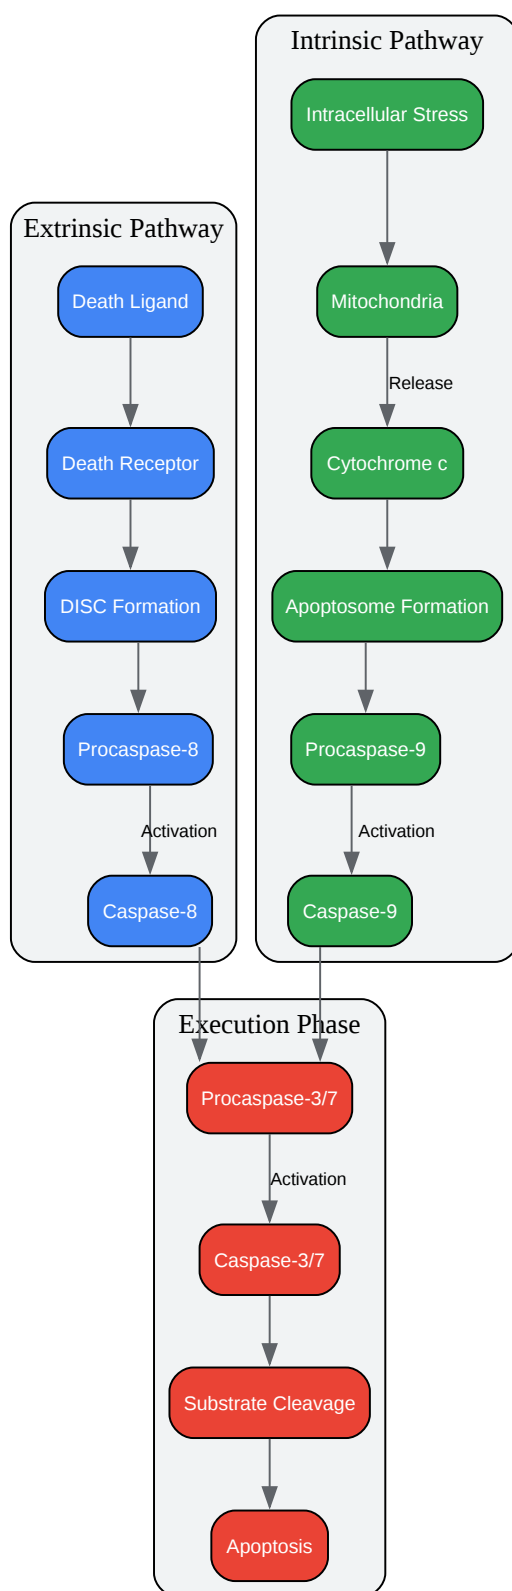 Intrinsic Pathway
Intracellular Stress
Mitochondria
Release
Cytochrome c
Apoptosome Formation
Procaspase-9
Activation
Caspase-9
Extrinsic Pathway
Death Ligand
Death Receptor
DISC Formation
Procaspase-8
Activation
Caspase-8
Execution Phase
Procaspase-3/7
Activation
Caspase-3/7
Substrate Cleavage
Apoptosis